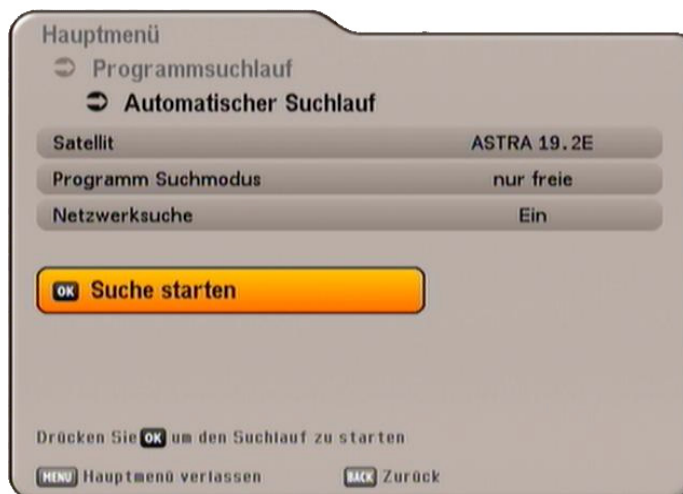 Hauptmenü
Programmsuchlauf
Automatischer Suchlauf
Satellit ASTRA 19.2E
Programm Suchmodus nur freie
Netzwerksuche Ein
OK Suche starten
Drücken Sie OK um den Suchlauf zu starten
MENU Hauptmenü verlassen BACK Zurück